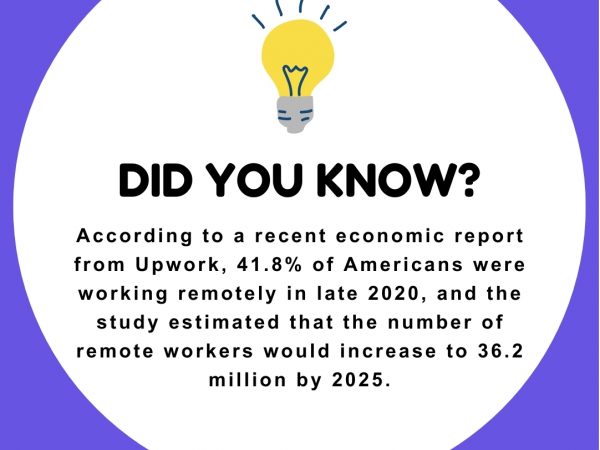 DID YOU KNOW?
According to a recent economic report
from Upwork, 41.8% of Americans were
working remotely in late 2020, and the
study estimated that the number of
remote workers would increase to 36.2
million by 2025.